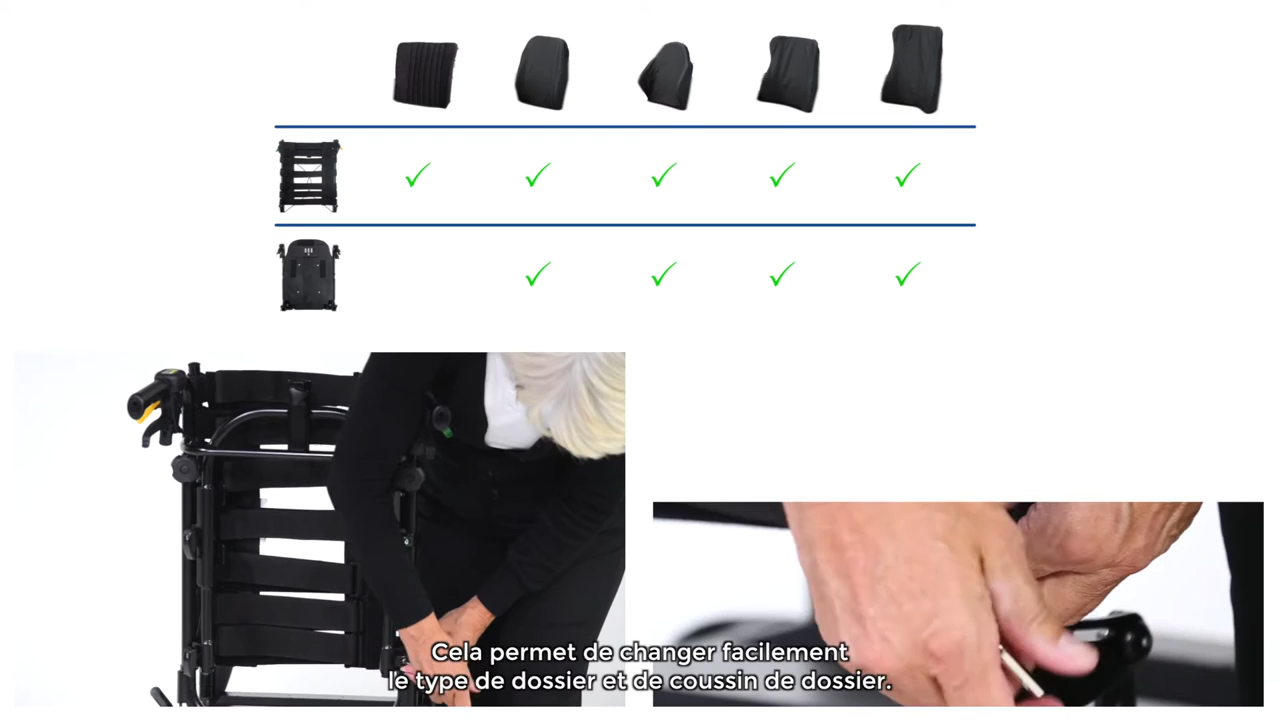 Cela permet de changer facilement
le type de dossier et de coussin de dossier.